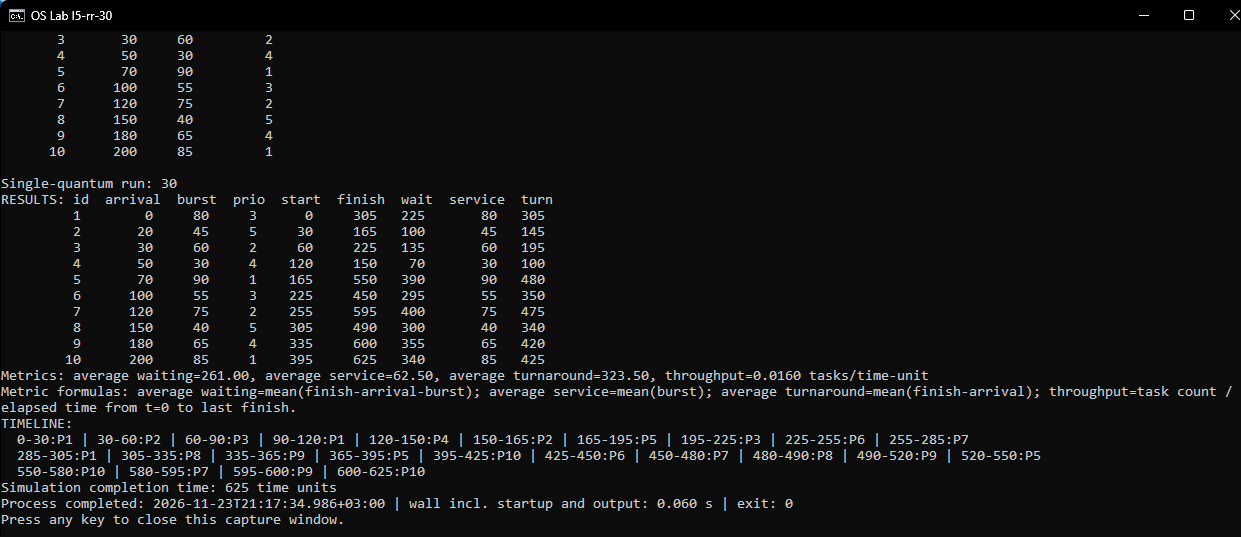 OS Lab I5-rr-30
3 30 60 2
4 50 30 4
5 70 90 1
6 100 55 3
7 120 75 2
8 150 40 5
9 180 65 4
10 200 85 1
Single-quantum run: 30
RESULTS: id arrival burst prio start finish wait service turn
1 0 80 3 0 305 225 80 305
2 20 45 5 30 165 100 45 145
3 30 60 2 60 225 135 60 195
4 50 30 4 120 150 70 30 100
5 70 90 1 165 550 390 90 480
6 100 55 3 225 450 295 55 350
7 120 75 2 255 595 400 75 475
8 150 40 5 305 490 300 40 340
9 180 65 4 335 600 355 65 420
10 200 85 1 395 625 340 85 425
Metrics: average waiting=261.00, average service=62.50, average turnaround=323.50, throughput=0.0160 tasks/time-unit
Metric formulas: average waiting=mean(finish-arrival-burst); average service=mean(burst); average turnaround=mean(finish-arrival); throughput=task count /
elapsed time from t=0 to last finish.
TIMELINE:
0-30:P1 | 30-60:P2 | 60-90:P3 | 90-120:P1 | 120-150:P4 | 150-165:P2 | 165-195:P5 | 195-225:P3 | 225-255:P6 | 255-285:P7
285-305:P1 | 305-335:P8 | 335-365:P9 | 365-395:P5 | 395-425:P10 | 425-450:P6 | 450-480:P7 | 480-490:P8 | 490-520:P9 | 520-550:P5
550-580:P10 | 580-595:P7 | 595-600:P9 | 600-625:P10
Simulation completion time: 625 time units
Process completed: 2026-11-23T21:17:34.986+03:00 | wall incl. startup and output: 0.060 s | exit: 0
Press any key to close this capture window.